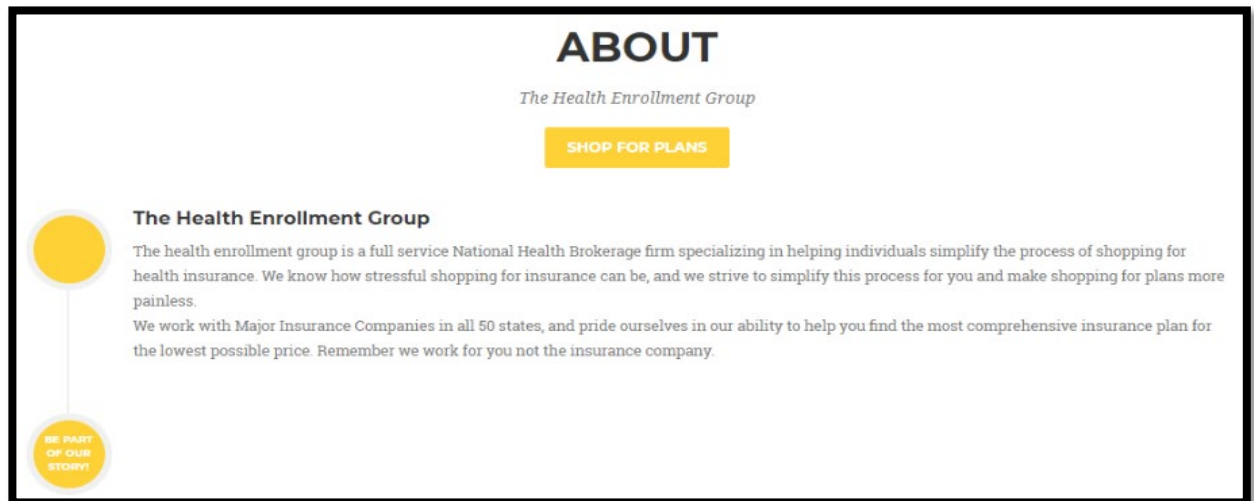 ABOUT
The Health Enrollment Group
SHOP FOR PLANS
The Health Enrollment Group
The health enrollment group is a full service National Health Brokerage firm specializing in helping individuals simplify the process of shopping for
health insurance. We know how stressful shopping for insurance can be, and we strive to simplify this process for you and make shopping for plans more
painless.
We work with Major Insurance Companies in all 50 states, and pride ourselves in our ability to help you find the most comprehensive insurance plan for
the lowest possible price. Remember we work for you not the insurance company.
BE PART
OF OUR
STORY!